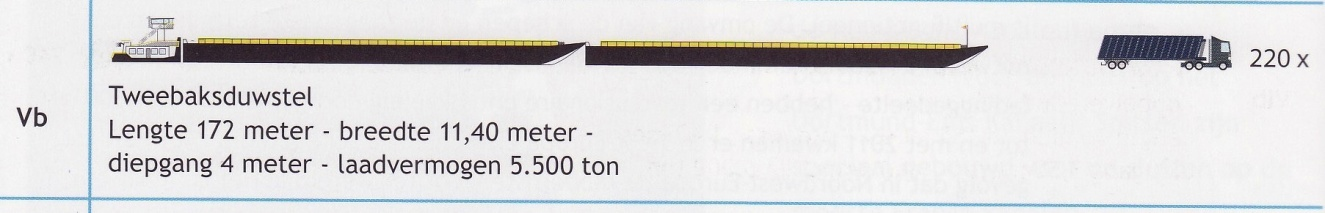 Vb
220 x
Tweebaksduwstel
Lengte 172 meter - breedte 11,40 meter -
diepgang 4 meter - laadvermogen 5.500 ton